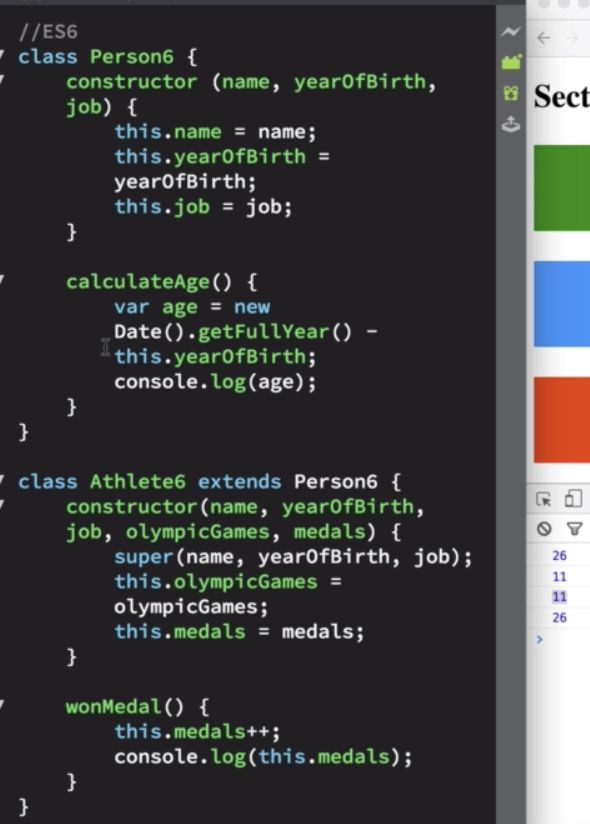 //ES6
class Person6 {
constructor (name, yearOfBirth,
job) {
this.name = name;
this.yearOfBirth =
yearOfBirth;
this.job = job;
}
calculateAge() {
var age = new
Date().getFullYear() -
this.yearOfBirth;
console.log(age);
}
}
class Athlete6 extends Person6 {
constructor(name, yearOfBirth,
job, olympicGames, medals) {
super(name, yearOfBirth, job);
this.olympicGames =
olympicGames;
this.medals = medals;
}
wonMedal() {
this.medals++;
console.log(this.medals);
}
}
Sect
26
11
11
26
>